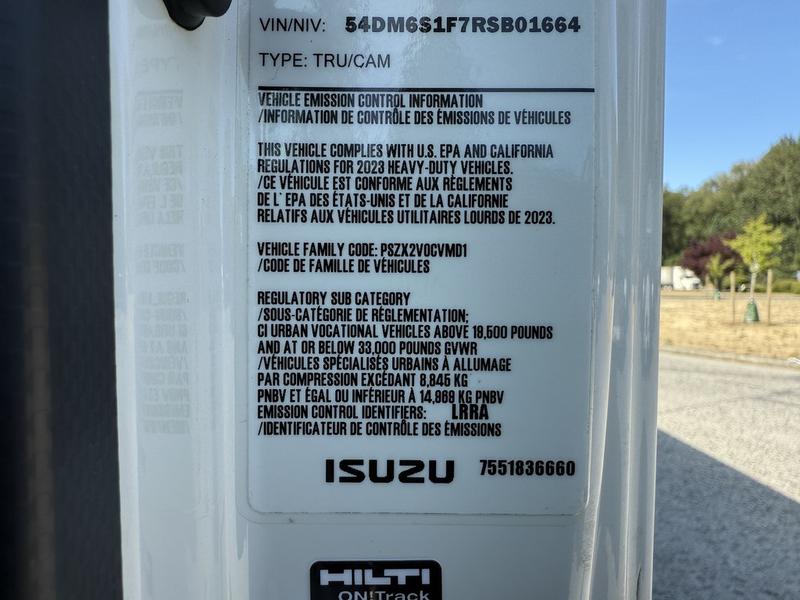 VIN/NIV: 54DM6S1F7RSB01664
TYPE: TRU/CAM
VEHICLE EMISSION CONTROL INFORMATION
/INFORMATION DE CONTRÔLE DES ÉMISSIONS DE VÉHICULES
THIS VEHICLE COMPLIES WITH U.S. EPA AND CALIFORNIA
REGULATIONS FOR 2023 HEAVY-DUTY VEHICLES.
/CE VÉHICULE EST CONFORME AUX RÈGLEMENTS
DE L' EPA DES ÉTATS-UNIS ET DE LA CALIFORNIE
RELATIFS AUX VÉHICULES UTILITAIRES LOURDS DE 2023.
VEHICLE FAMILY CODE: PSZX2VOCVMD1
/CODE DE FAMILLE DE VÉHICULES
REGULATORY SUB CATEGORY
/SOUS-CATÉGORIE DE RÉGLEMENTATION;
CI URBAN VOCATIONAL VEHICLES ABOVE 19,500 POUNDS
AND AT OR BELOW 33,000 POUNDS GVWR
/VÉHICULES SPÉCIALISÉS URBAINS À ALLUMAGE
PAR COMPRESSION EXCÉDANT 8,845 KG
PNBV ET ÉGAL OU INFÉRIEUR À 14,968 KG PNBV
EMISSION CONTROL IDENTIFIERS: LRRA
/IDENTIFICATEUR DE CONTRÔLE DES ÉMISSIONS
ISUZU 7551836660
HILTI
ON!Track